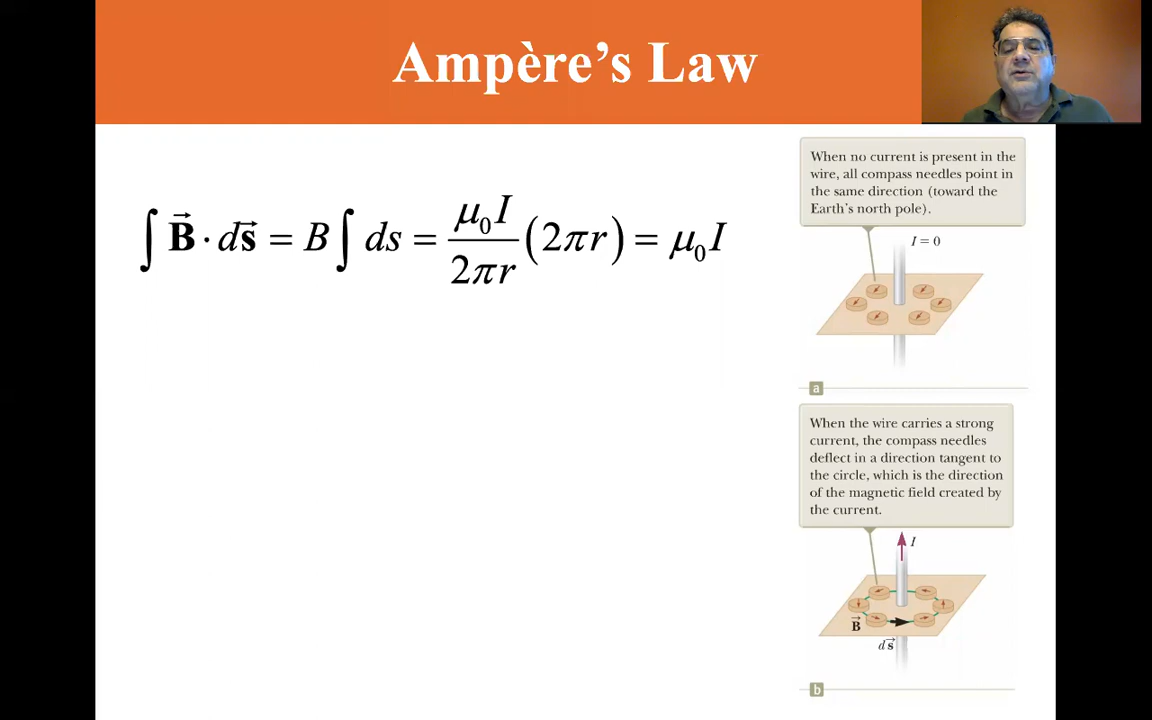 Ampère's Law
∫ B⃗ · ds⃗ = B ∫ ds = μ₀I / 2πr (2πr) = μ₀I
When no current is present in the
wire, all compass needles point in
the same direction (toward the
Earth's north pole).
I = 0
a
When the wire carries a strong
current, the compass needles
deflect in a direction tangent to
the circle, which is the direction
of the magnetic field created by
the current.
I
B⃗
ds⃗
b